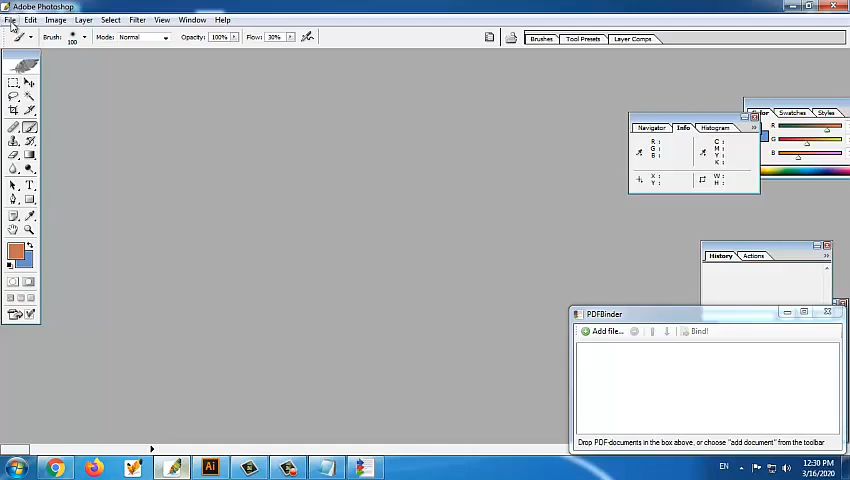 Adobe Photoshop
File Edit Image Layer Select Filter View Window Help
Brush: 100 Mode: Normal Opacity: 100% Flow: 30% Brushes Tool Presets Layer Comps
Color Swatches Styles
Navigator Info Histogram
R
G
B
R :
G :
B :
C :
M :
Y :
K :
X :
Y :
W :
H :
T
History Actions
PDFBinder
Add file... Bind!
Drop PDF-documents in the box above, or choose "add document" from the toolbar
Ai
EN
12:30 PM
3/16/2020